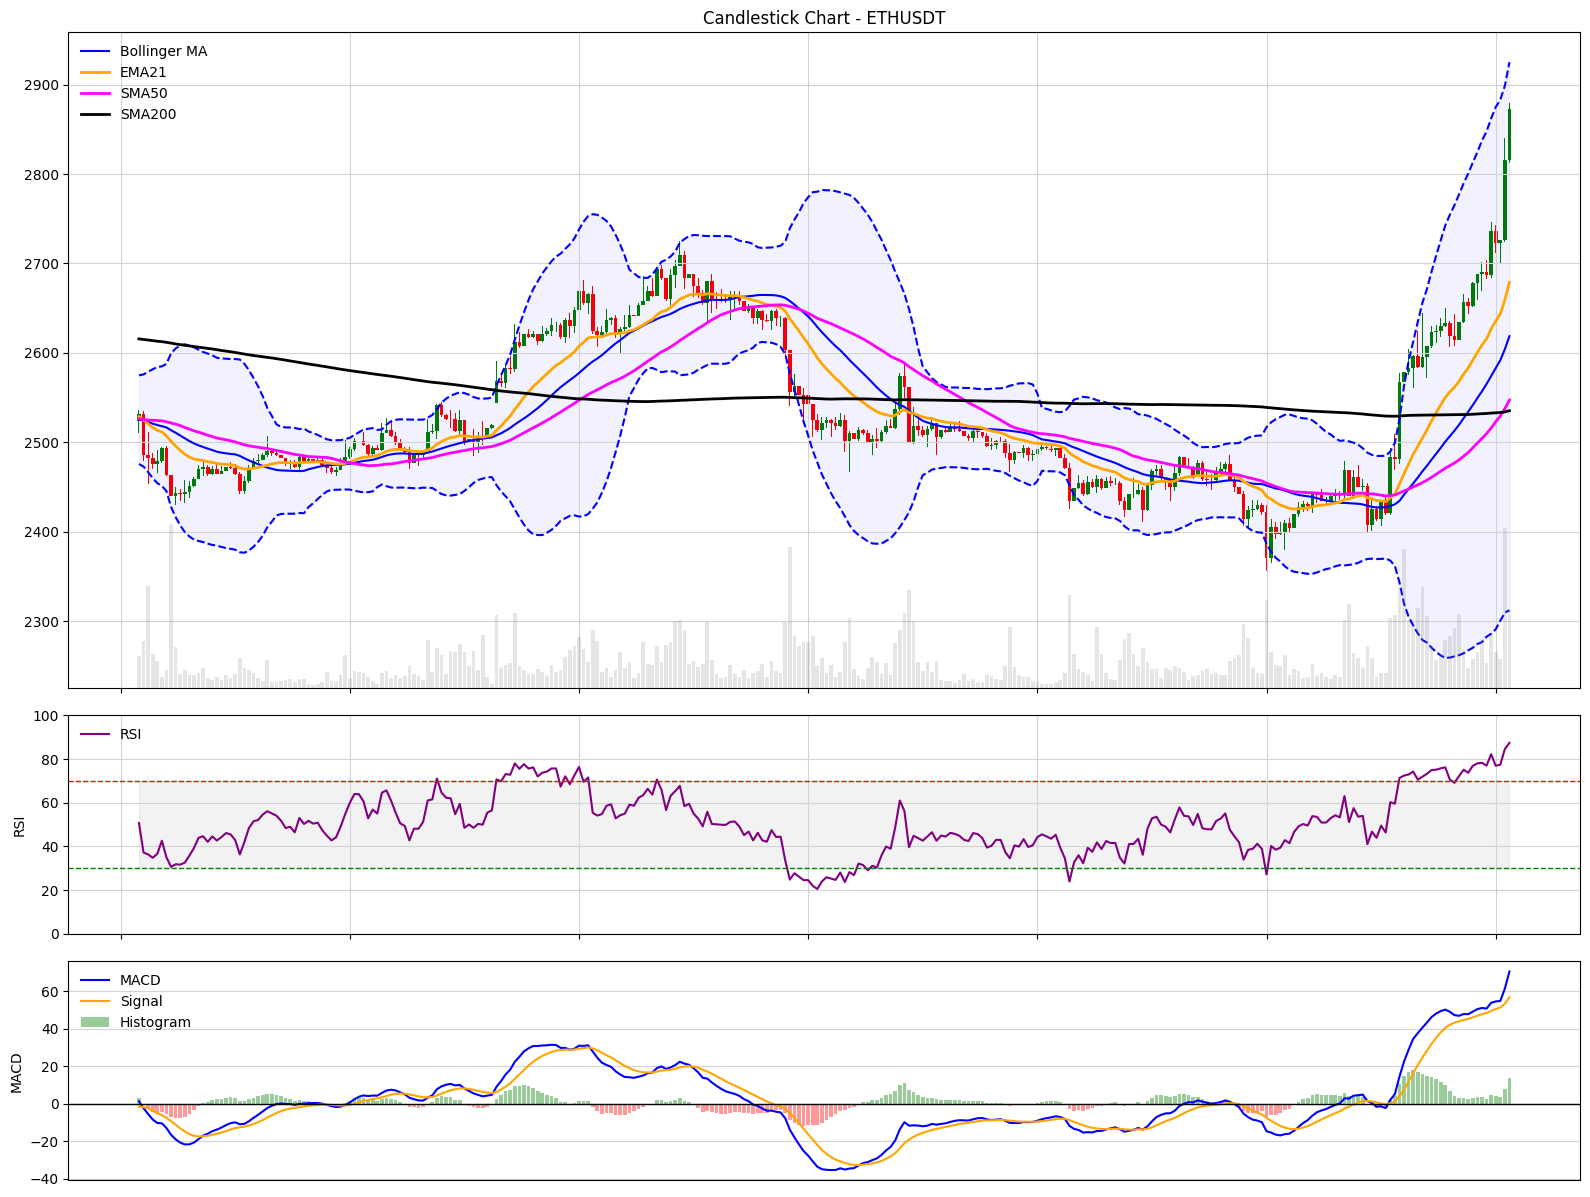 Candlestick Chart - ETHUSDT
Bollinger MA
EMA21
SMA50
SMA200
2900
2800
2700
2600
2500
2400
2300
RSI
100
80
60
40
20
0
RSI
MACD
Signal
Histogram
60
40
20
0
−20
−40
MACD